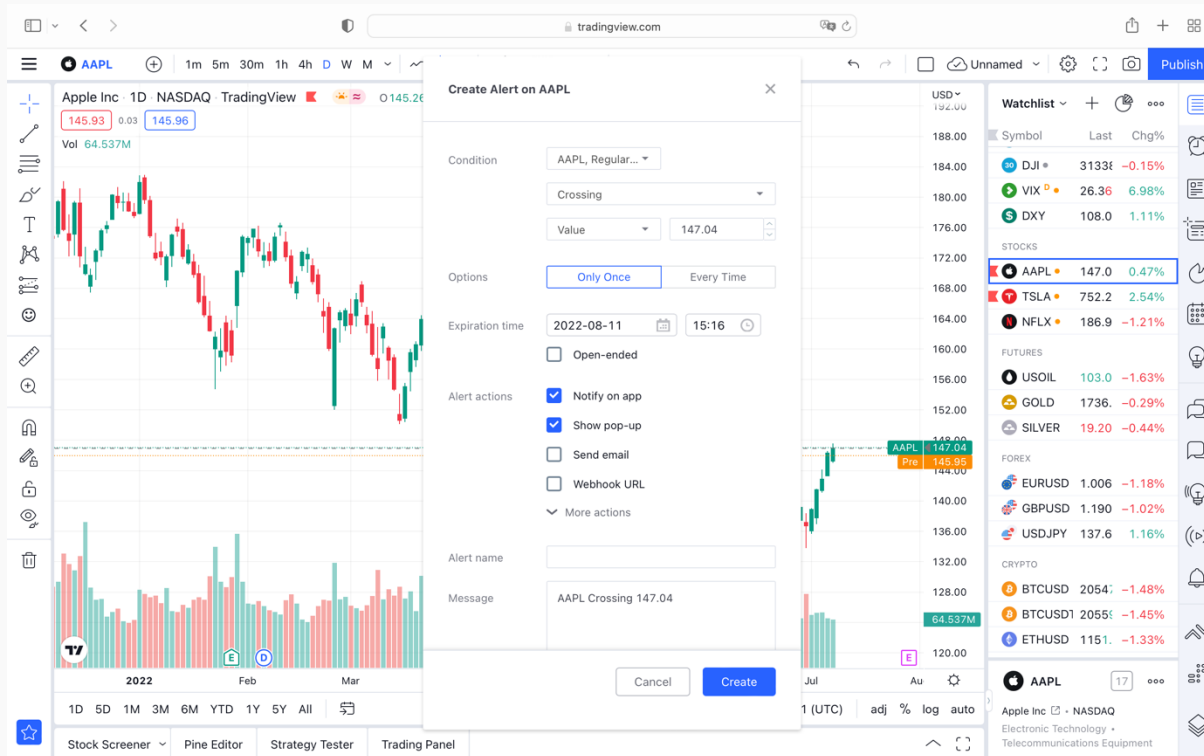 tradingview.com
AAPL
1m 5m 30m 1h 4h D W M
Unnamed
Publish
Apple Inc · 1D · NASDAQ · TradingView
O145.26
145.93 0.03 145.96
Vol 64.537M
Create Alert on AAPL
Condition
AAPL, Regular...
Crossing
Value
147.04
Options
Only Once
Every Time
Expiration time
2022-08-11
15:16
Open-ended
Alert actions
Notify on app
Show pop-up
Send email
Webhook URL
More actions
Alert name
Message
AAPL Crossing 147.04
Cancel
Create
USD
192.00
188.00
184.00
180.00
176.00
172.00
168.00
164.00
160.00
156.00
152.00
148.00
AAPL 147.04
Pre 145.95
144.00
140.00
136.00
132.00
128.00
64.537M
120.00
E D E
2022 Feb Mar Jul Au
1D 5D 1M 3M 6M YTD 1Y 5Y All
1 (UTC) adj % log auto
Stock Screener
Pine Editor
Strategy Tester
Trading Panel
Watchlist
Symbol Last Chg%
30 DJI 31338 −0.15%
VIX D 26.36 6.98%
DXY 108.0 1.11%
STOCKS
AAPL 147.0 0.47%
TSLA 752.2 2.54%
NFLX 186.9 −1.21%
FUTURES
USOIL 103.0 −1.63%
GOLD 1736. −0.29%
SILVER 19.20 −0.44%
FOREX
EURUSD 1.006 −1.18%
GBPUSD 1.190 −1.02%
USDJPY 137.6 1.16%
CRYPTO
BTCUSD 20547 −1.48%
BTCUSDT 20559 −1.45%
ETHUSD 1151. −1.33%
AAPL
17
Apple Inc • NASDAQ
Electronic Technology •
Telecommunications Equipment